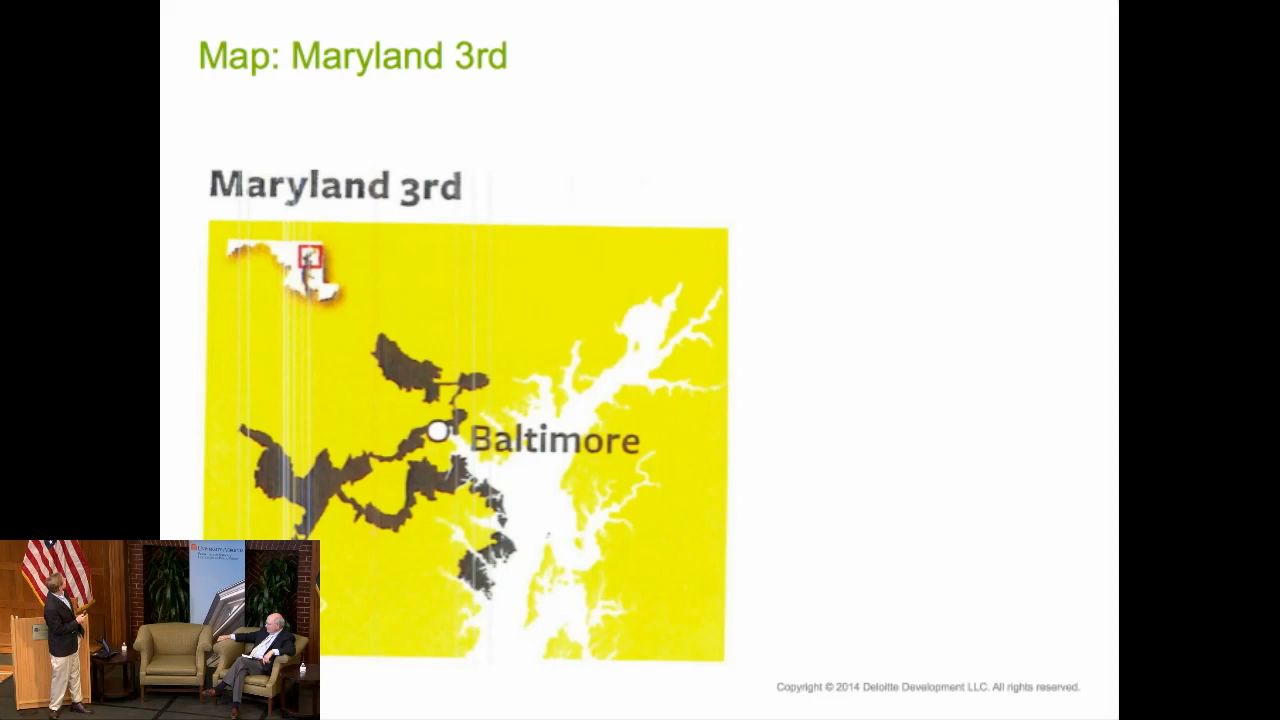 Map: Maryland 3rd
Maryland 3rd
Baltimore
Copyright © 2014 Deloitte Development LLC. All rights reserved.